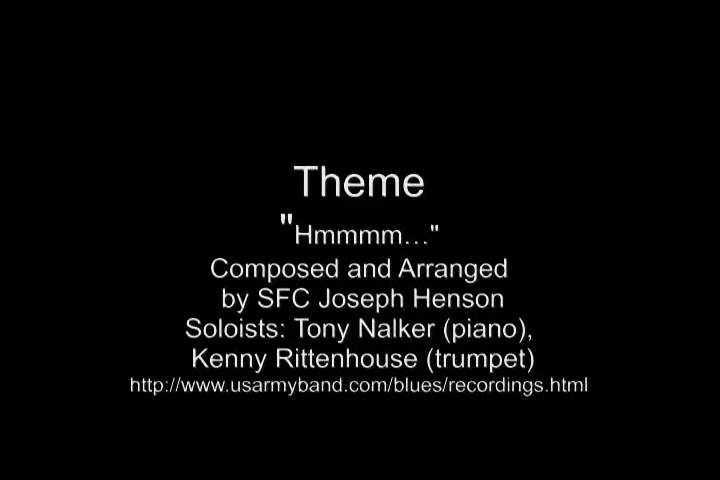 Theme
"Hmmmm..."
Composed and Arranged
by SFC Joseph Henson
Soloists: Tony Nalker (piano),
Kenny Rittenhouse (trumpet)
http://www.usarmyband.com/blues/recordings.html